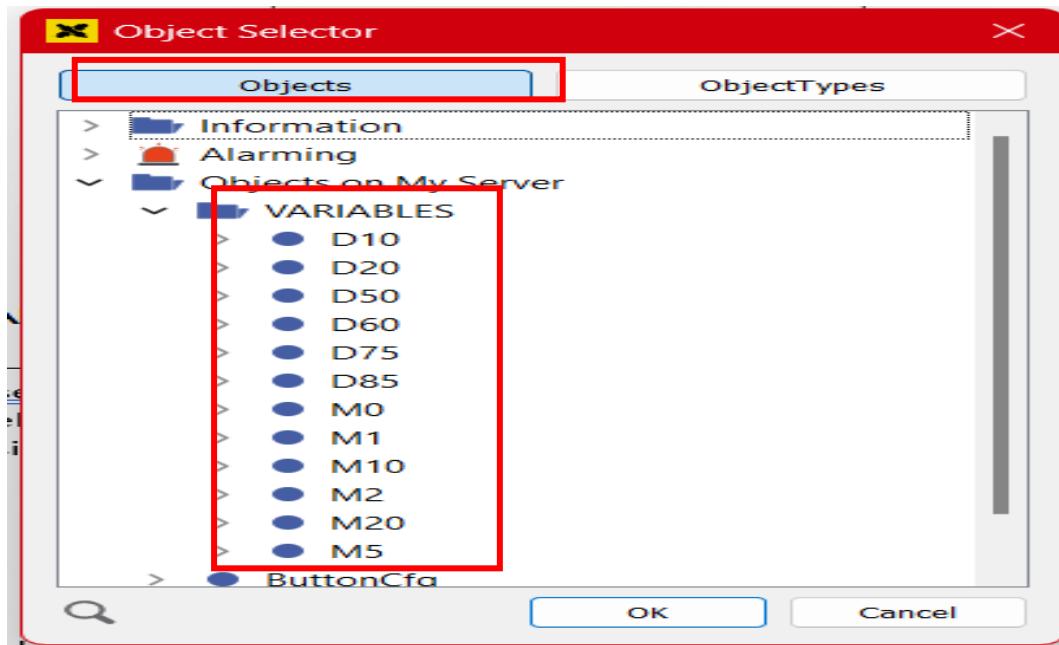 Object Selector
Objects ObjectTypes
Information
Alarming
Objects on My Server
VARIABLES
D10
D20
D50
D60
D75
D85
M0
M1
M10
M2
M20
M5
ButtonCfg
OK Cancel